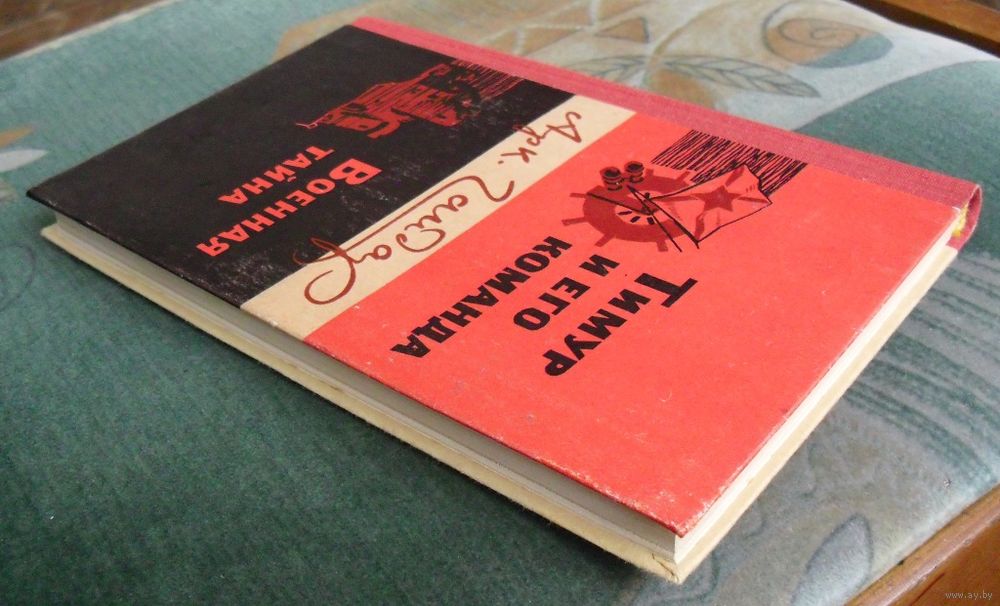 Военная
тайна
Арк. Гайдар
Тимур
и его
команда
www.ay.by